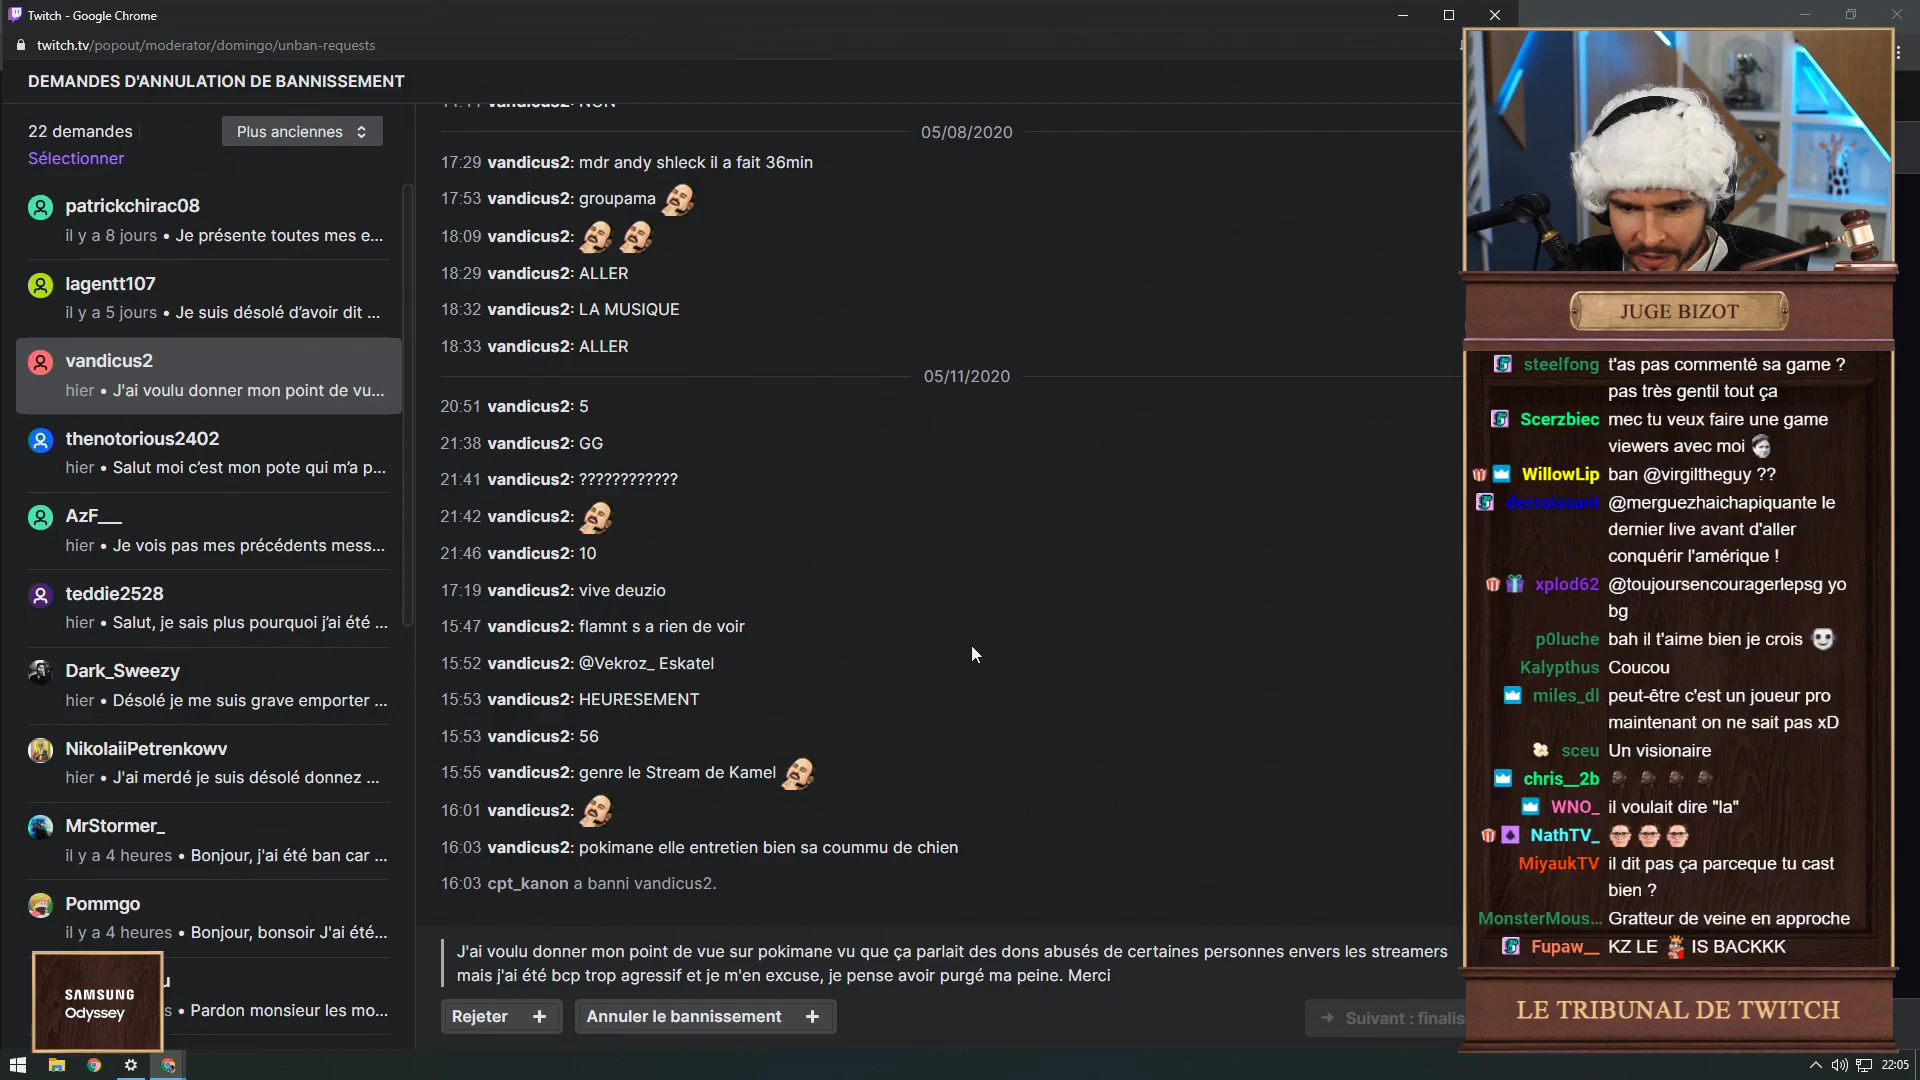 Twitch - Google Chrome
twitch.tv/popout/moderator/domingo/unban-requests
DEMANDES D'ANNULATION DE BANNISSEMENT
22 demandes
Plus anciennes
Sélectionner
patrickchirac08
il y a 8 jours • Je présente toutes mes e...
lagentt107
il y a 5 jours • Je suis désolé d'avoir dit ...
vandicus2
hier • J'ai voulu donner mon point de vu...
thenotorious2402
hier • Salut moi c'est mon pote qui m'a p...
AzF___
hier • Je vois pas mes précédents mess...
teddie2528
hier • Salut, je sais plus pourquoi j'ai été ...
Dark_Sweezy
hier • Désolé je me suis grave emporter ...
NikolaiiPetrenkowv
hier • J'ai merdé je suis désolé donnez ...
MrStormer_
il y a 4 heures • Bonjour, j'ai été ban car ...
Pommgo
il y a 4 heures • Bonjour, bonsoir J'ai été...
• Pardon monsieur les mo...
SAMSUNG
Odyssey
vandicus2: NON
05/08/2020
17:29 vandicus2: mdr andy shleck il a fait 36min
17:53 vandicus2: groupama
18:09 vandicus2:
18:29 vandicus2: ALLER
18:32 vandicus2: LA MUSIQUE
18:33 vandicus2: ALLER
05/11/2020
20:51 vandicus2: 5
21:38 vandicus2: GG
21:41 vandicus2: ????????????
21:42 vandicus2:
21:46 vandicus2: 10
17:19 vandicus2: vive deuzio
15:47 vandicus2: flamnt s a rien de voir
15:52 vandicus2: @Vekroz_ Eskatel
15:53 vandicus2: HEURESEMENT
15:53 vandicus2: 56
15:55 vandicus2: genre le Stream de Kamel
16:01 vandicus2:
16:03 vandicus2: pokimane elle entretien bien sa coummu de chien
16:03 cpt_kanon a banni vandicus2.
J'ai voulu donner mon point de vue sur pokimane vu que ça parlait des dons abusés de certaines personnes envers les streamers
mais j'ai été bcp trop agressif et je m'en excuse, je pense avoir purgé ma peine. Merci
Rejeter +
Annuler le bannissement +
→ Suivant : finalis
JUGE BIZOT
steelfong t'as pas commenté sa game ?
pas très gentil tout ça
Scerzbiec mec tu veux faire une game
viewers avec moi
WillowLip ban @virgiltheguy ??
decroissant @merguezhaichapiquante le
dernier live avant d'aller
conquérir l'amérique !
xplod62 @toujoursencouragerlepsg yo
bg
p0luche bah il t'aime bien je crois
Kalypthus Coucou
miles_dl peut-être c'est un joueur pro
maintenant on ne sait pas xD
sceu Un visionaire
chris__2b
WNO_ il voulait dire "la"
NathTV_
MiyaukTV il dit pas ça parceque tu cast
bien ?
MonsterMous... Gratteur de veine en approche
Fupaw__ KZ LE IS BACKKK
LE TRIBUNAL DE TWITCH
22:05